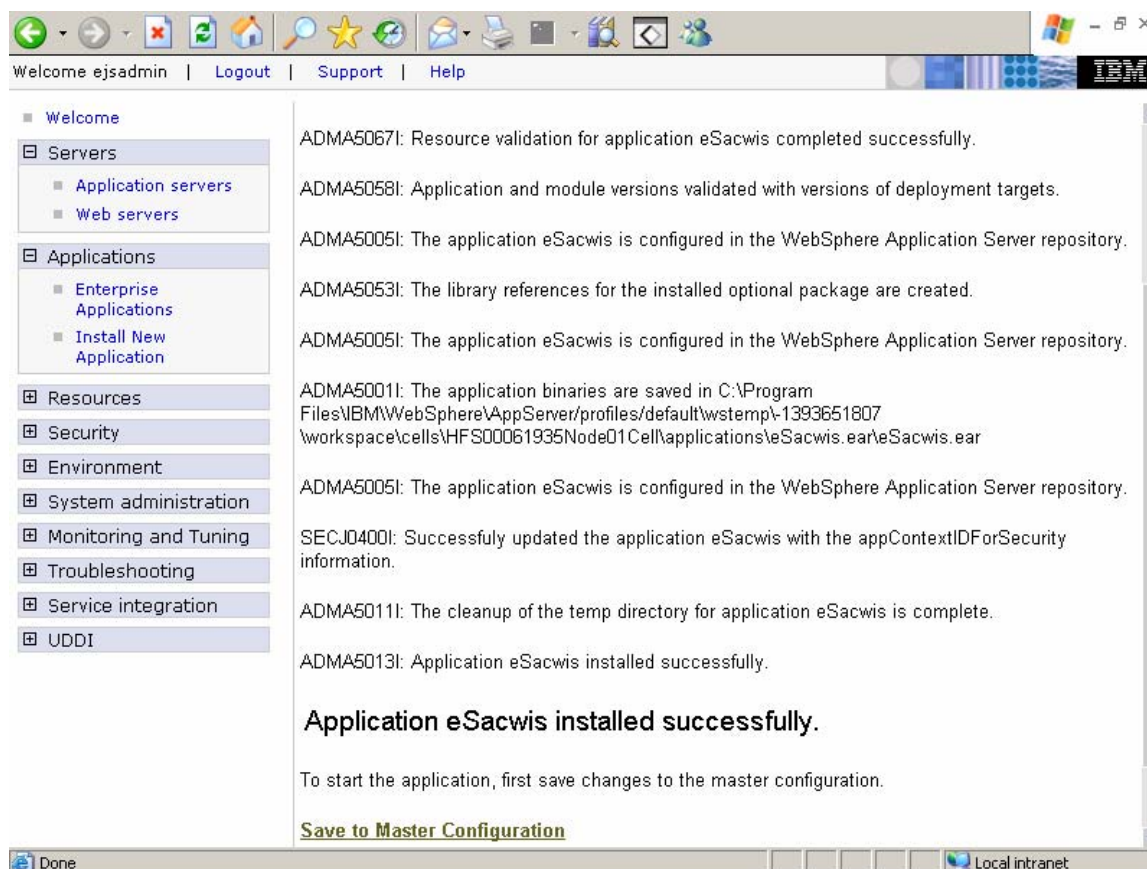 Welcome ejsadmin | Logout | Support | Help
IBM
Welcome
Servers
Application servers
Web servers
Applications
Enterprise
Applications
Install New
Application
Resources
Security
Environment
System administration
Monitoring and Tuning
Troubleshooting
Service integration
UDDI
ADMA5067I: Resource validation for application eSacwis completed successfully.
ADMA5058I: Application and module versions validated with versions of deployment targets.
ADMA5005I: The application eSacwis is configured in the WebSphere Application Server repository.
ADMA5053I: The library references for the installed optional package are created.
ADMA5005I: The application eSacwis is configured in the WebSphere Application Server repository.
ADMA5001I: The application binaries are saved in C:\Program
Files\IBM\WebSphere\AppServer/profiles/default\wstemp\-1393651807
\workspace\cells\HFS00061935Node01Cell\applications\eSacwis.ear\eSacwis.ear
ADMA5005I: The application eSacwis is configured in the WebSphere Application Server repository.
SECJ0400I: Successfuly updated the application eSacwis with the appContextIDForSecurity
information.
ADMA5011I: The cleanup of the temp directory for application eSacwis is complete.
ADMA5013I: Application eSacwis installed successfully.
Application eSacwis installed successfully.
To start the application, first save changes to the master configuration.
Save to Master Configuration
Done
Local intranet